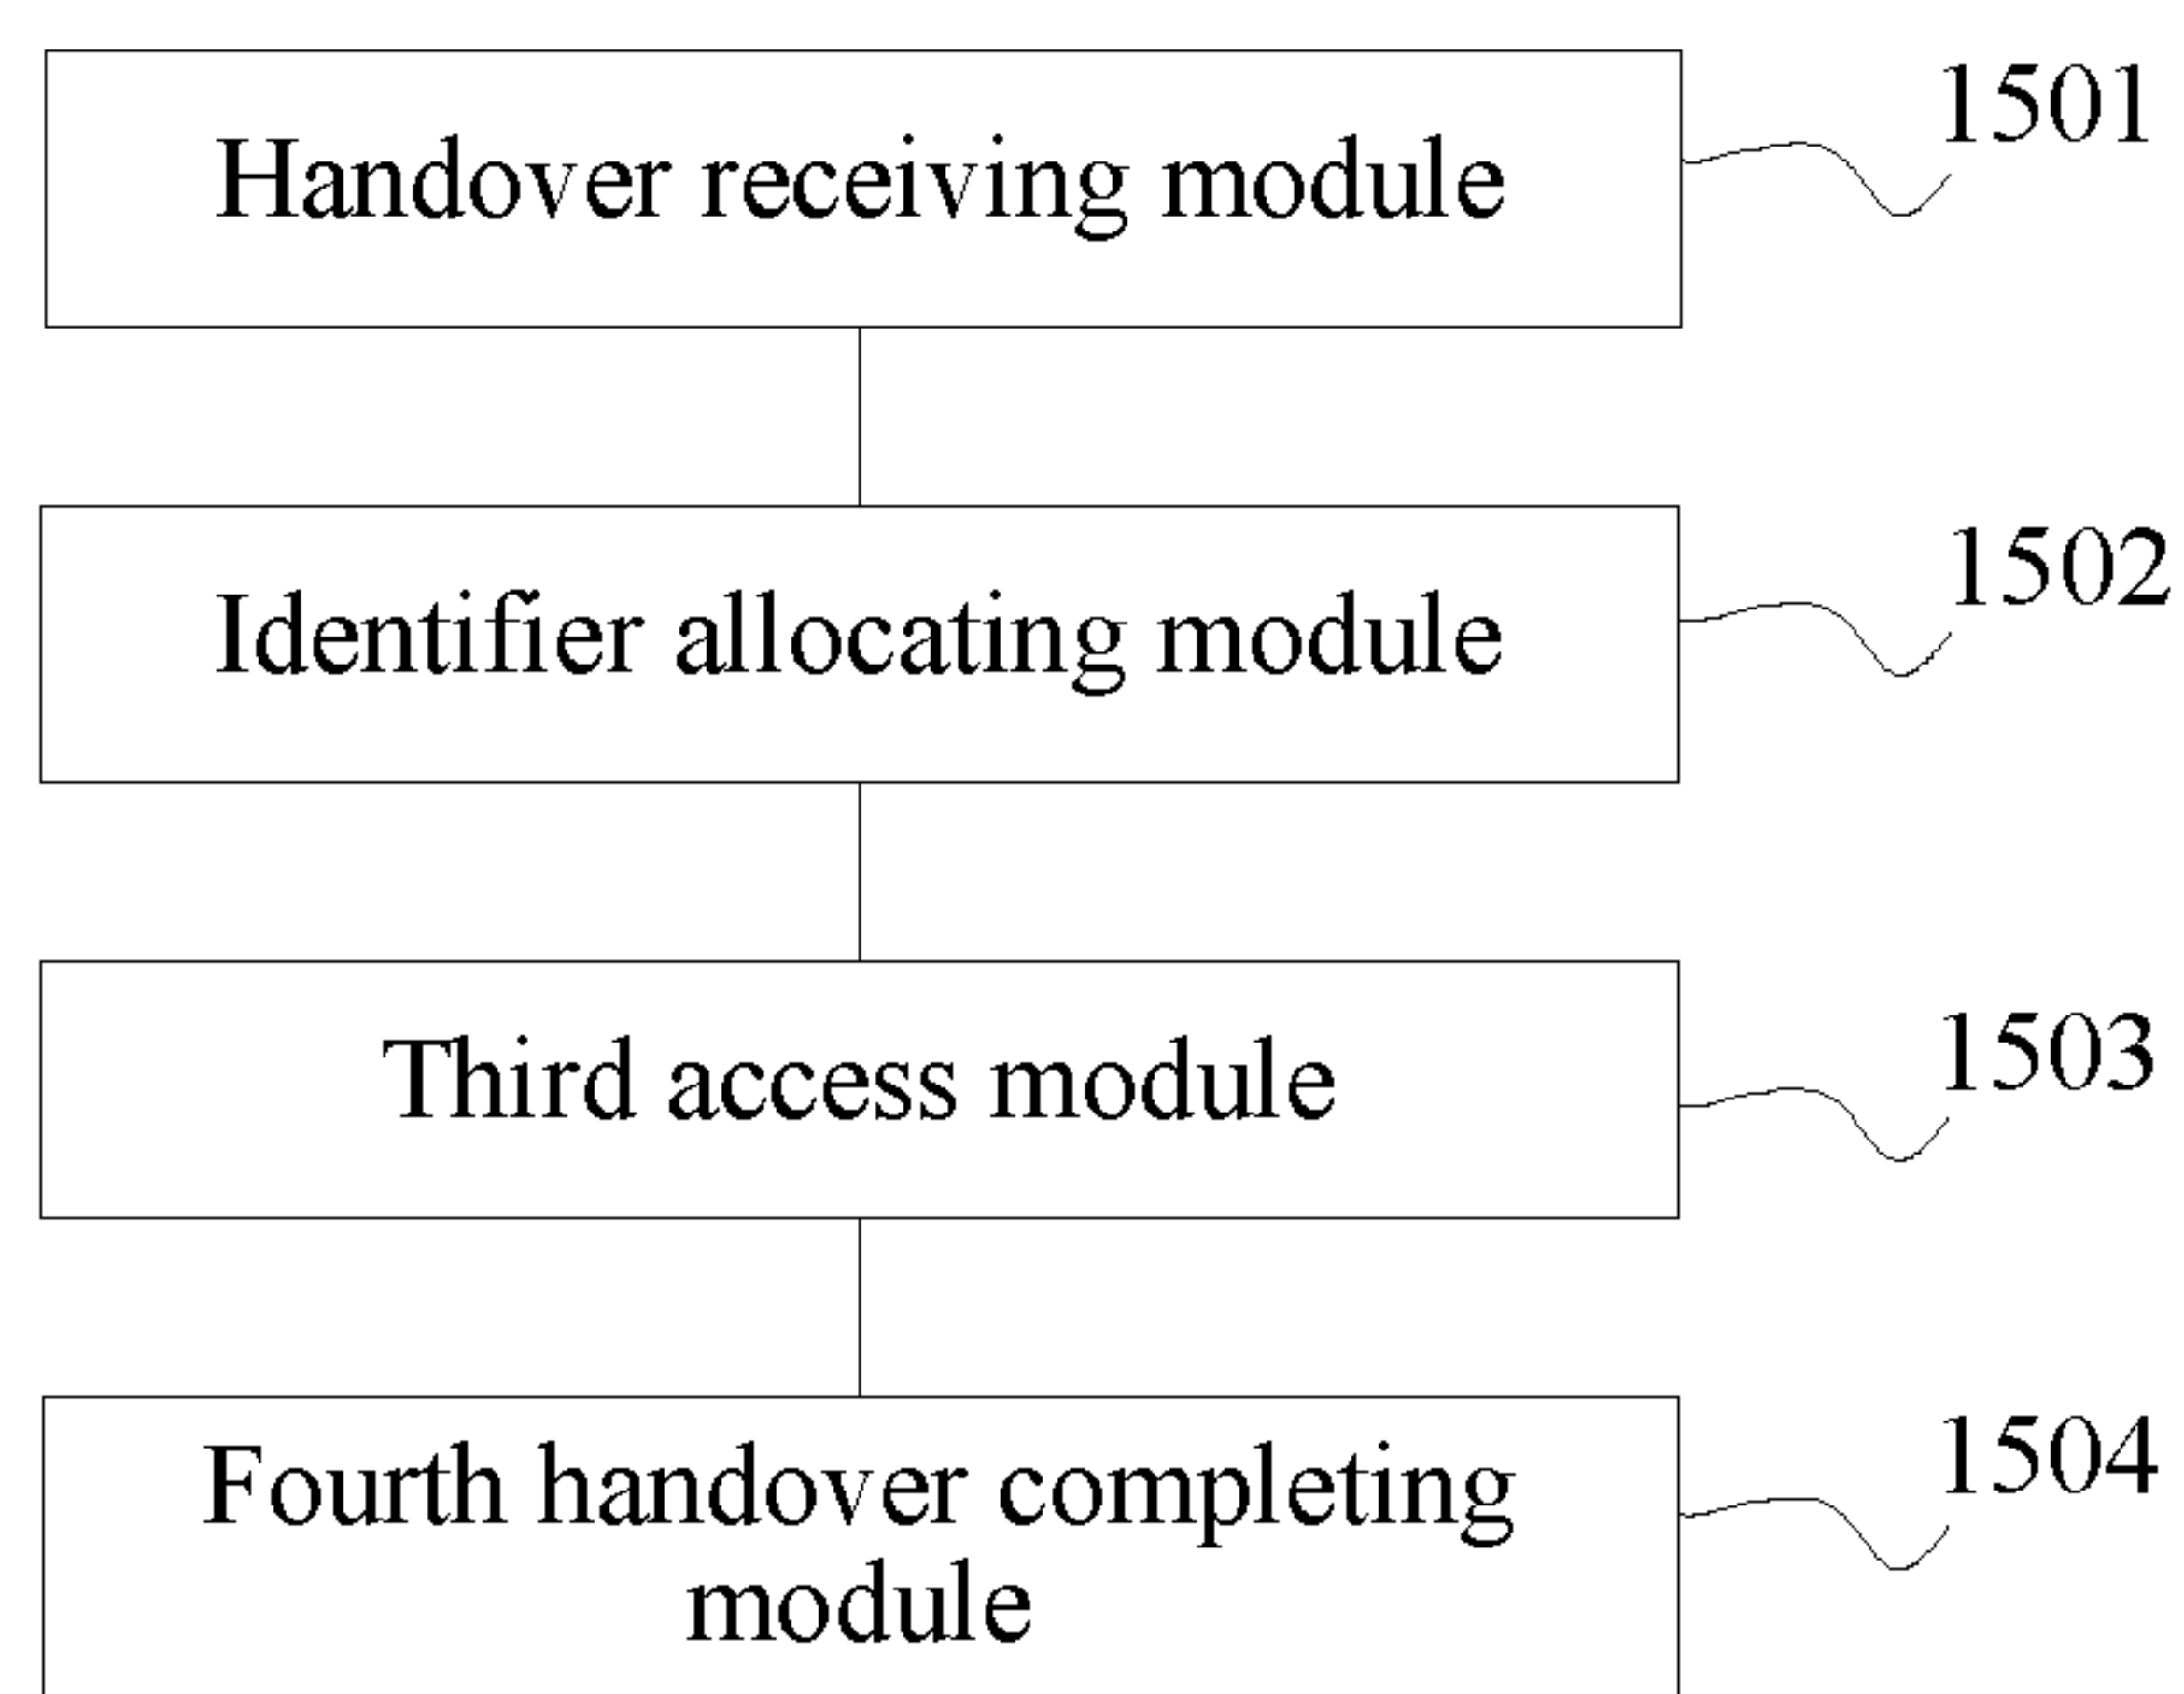 Handover receiving module
1501
Identifier allocating module
1502
Third access module
1503
Fourth handover completing
module
1504